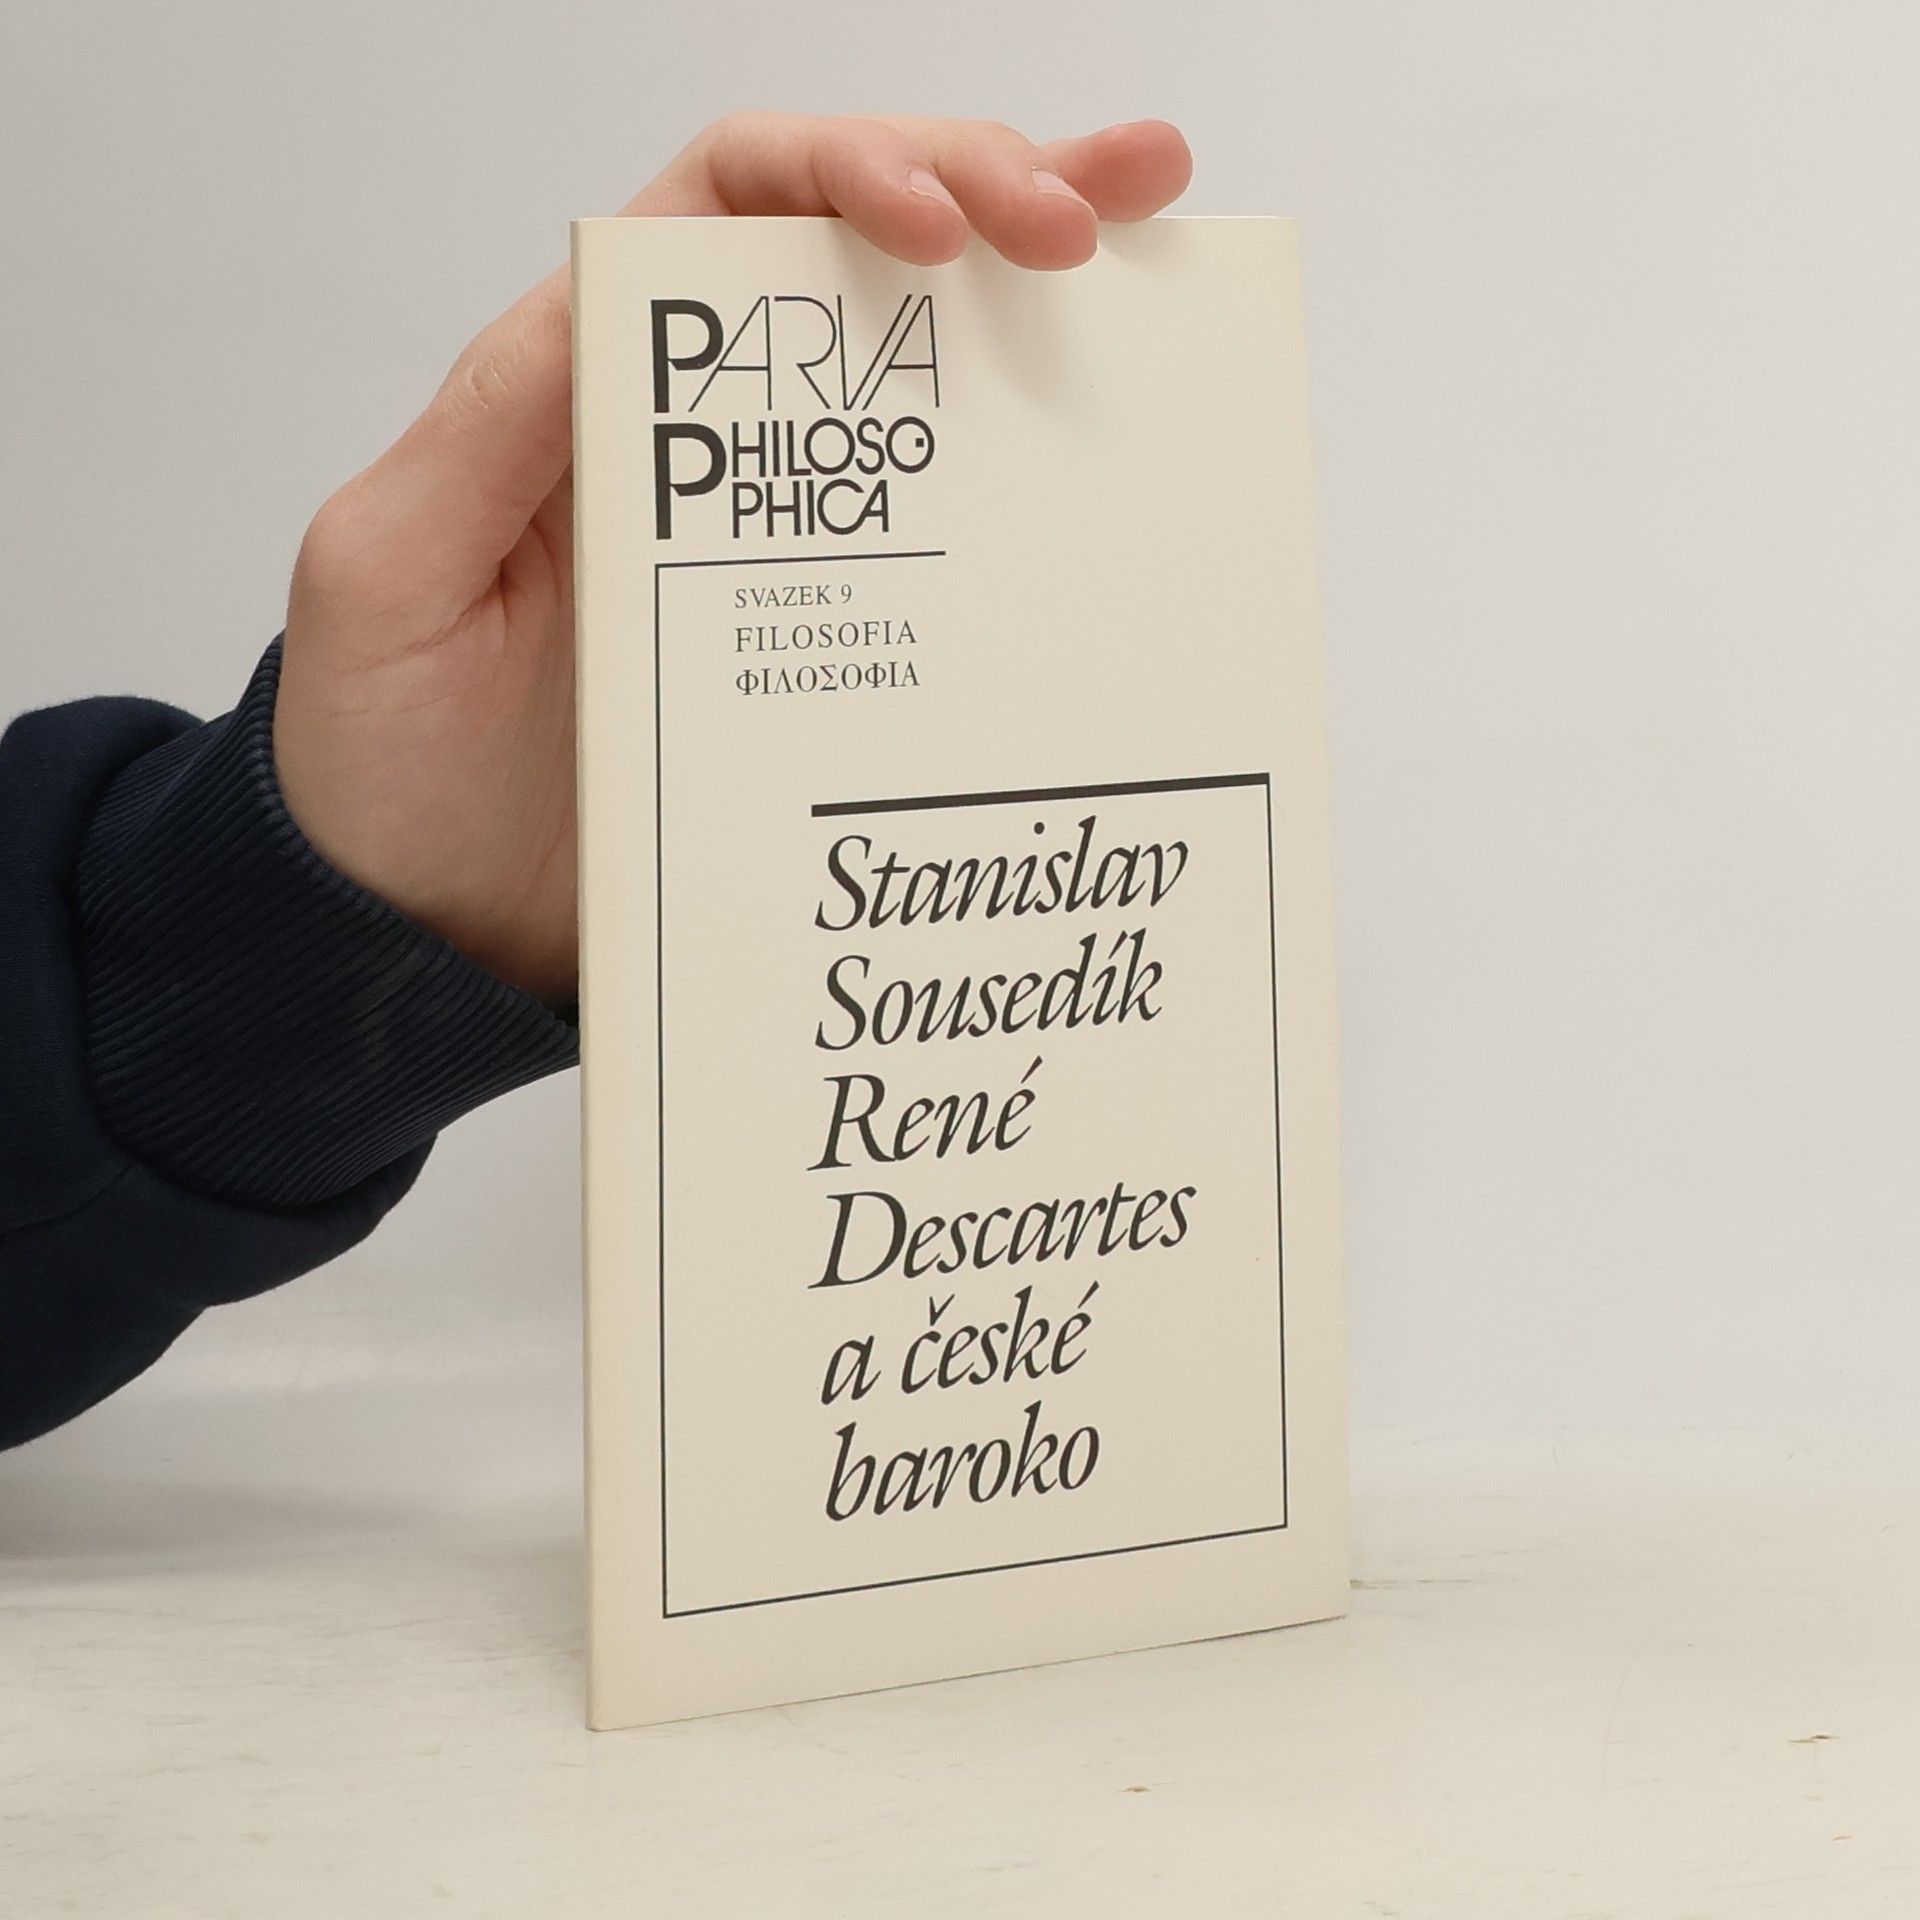 PARVA
PHILOSO
PHICA
SVAZEK 9
FILOSOFIA
ΦΙΛΟΣΟΦΙΑ
Stanislav
Sousedík
René
Descartes
a české
baroko